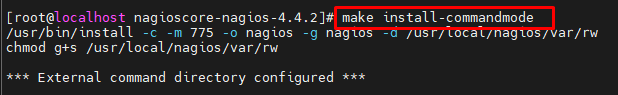 [root@localhost nagioscore-nagios-4.4.2]# make install-commandmode
/usr/bin/install -c -m 775 -o nagios -g nagios -d /usr/local/nagios/var/rw
chmod g+s /usr/local/nagios/var/rw
*** External command directory configured ***